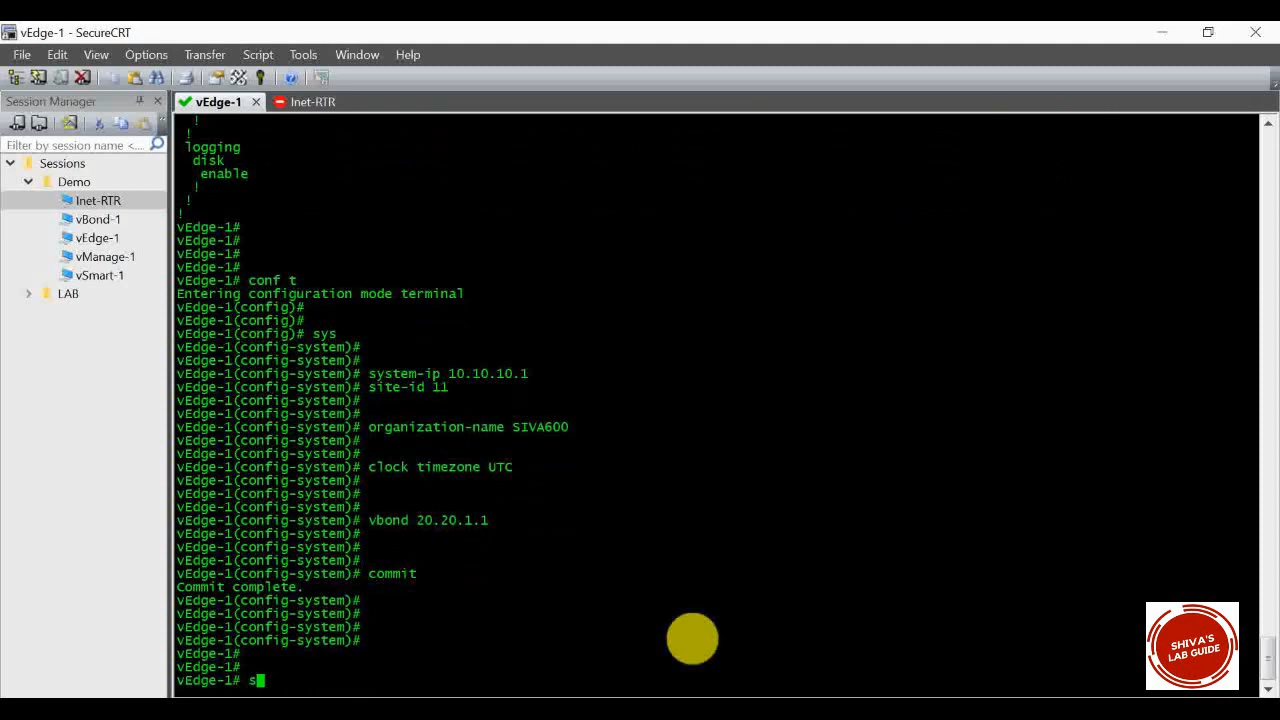 vEdge-1 - SecureCRT
File Edit View Options Transfer Script Tools Window Help
Session Manager
vEdge-1
Inet-RTR
Filter by session name <...
Sessions
Demo
Inet-RTR
vBond-1
vEdge-1
vManage-1
vSmart-1
LAB
!
!
logging
disk
enable
!
!
!
vEdge-1#
vEdge-1#
vEdge-1#
vEdge-1#
vEdge-1# conf t
Entering configuration mode terminal
vEdge-1(config)#
vEdge-1(config)#
vEdge-1(config)# sys
vEdge-1(config-system)#
vEdge-1(config-system)#
vEdge-1(config-system)# system-ip 10.10.10.1
vEdge-1(config-system)# site-id 11
vEdge-1(config-system)#
vEdge-1(config-system)#
vEdge-1(config-system)# organization-name SIVA600
vEdge-1(config-system)#
vEdge-1(config-system)#
vEdge-1(config-system)# clock timezone UTC
vEdge-1(config-system)#
vEdge-1(config-system)#
vEdge-1(config-system)#
vEdge-1(config-system)# vbond 20.20.1.1
vEdge-1(config-system)#
vEdge-1(config-system)#
vEdge-1(config-system)#
vEdge-1(config-system)# commit
Commit complete.
vEdge-1(config-system)#
vEdge-1(config-system)#
vEdge-1(config-system)#
vEdge-1(config-system)#
vEdge-1#
vEdge-1#
vEdge-1# s
SHIVA'S
LAB GUIDE